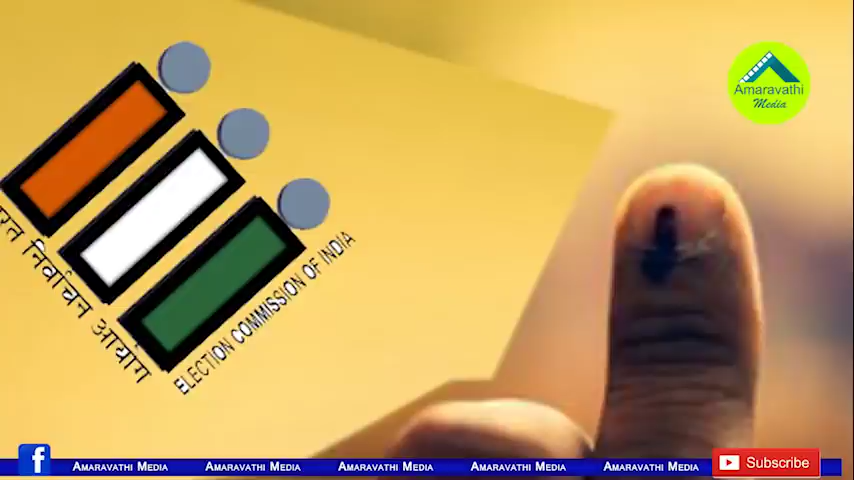 Amaravathi
Media
निर्वाचन आयोग
ELECTION COMMISSION OF INDIA
f
AMARAVATHI MEDIA
AMARAVATHI MEDIA
AMARAVATHI MEDIA
AMARAVATHI MEDIA
AMARAVATHI MEDIA
Subscribe